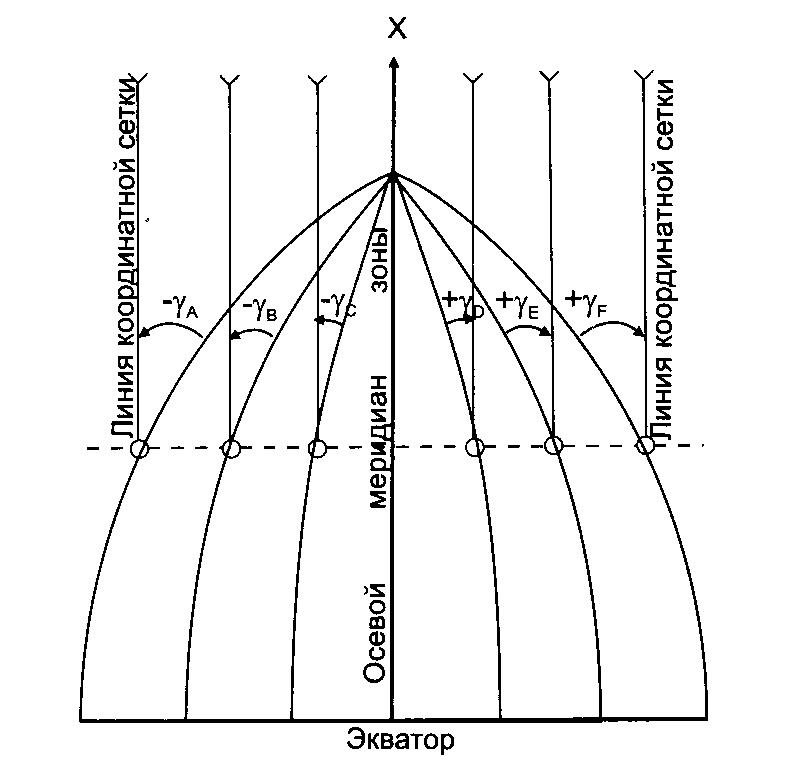 X
Линия координатной сетки
Линия координатной сетки
-γA
-γB
-γC
+γD
+γE
+γF
Осевой меридиан зоны
Экватор